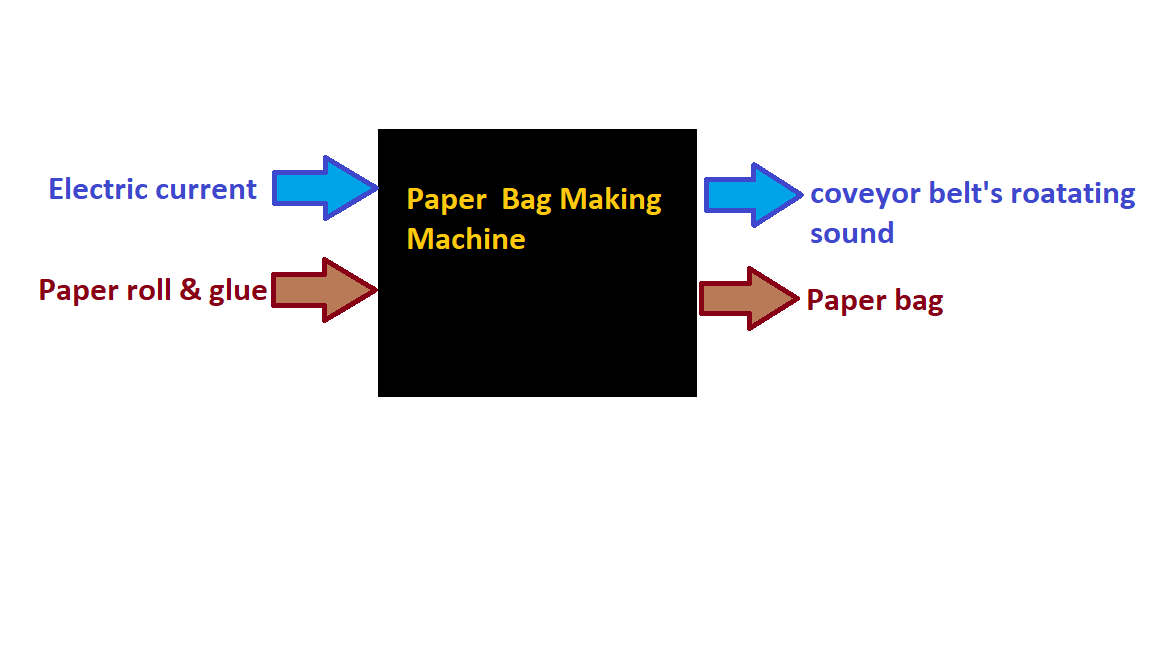 Electric current
Paper  Bag Making
Machine
coveyor belt's roatating
sound
Paper roll & glue
Paper bag